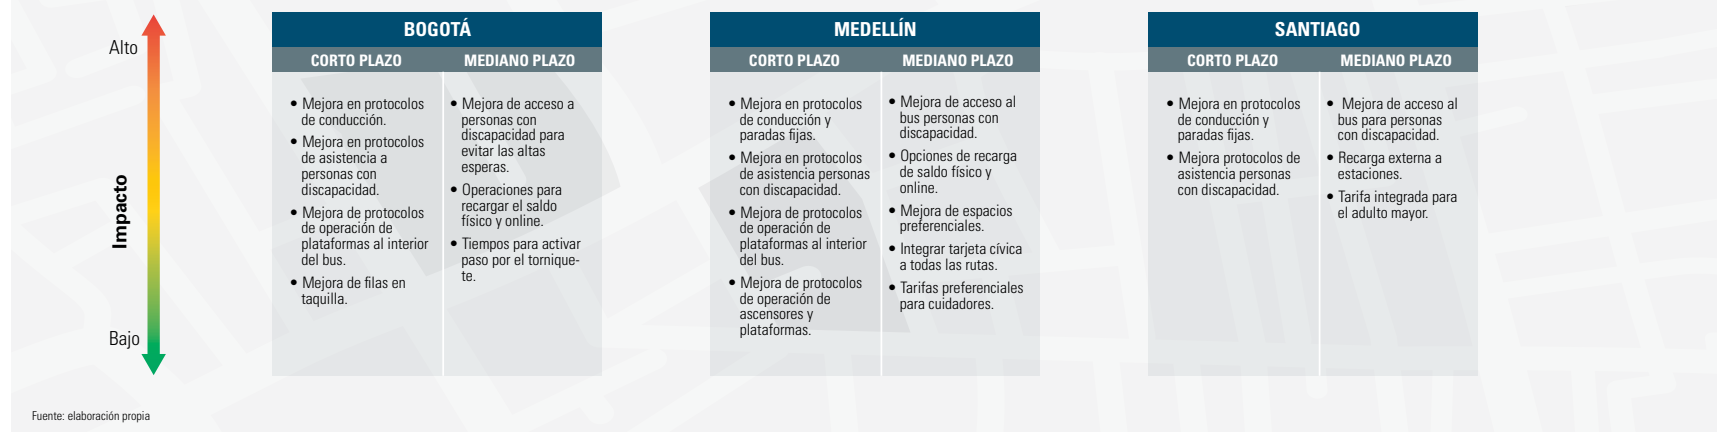 Alto
Impacto
Bajo
BOGOTÁ
CORTO PLAZO
• Mejora en protocolos
de conducción.
• Mejora en protocolos
de asistencia a
personas con
discapacidad.
• Mejora de protocolos
de operación de
plataformas al interior
del bus.
• Mejora de filas en
taquilla.
MEDIANO PLAZO
• Mejora de acceso a
personas con
discapacidad para
evitar las altas
esperas.
• Operaciones para
recargar el saldo
físico y online.
• Tiempos para activar
paso por el tornique-
te.
MEDELLÍN
CORTO PLAZO
• Mejora en protocolos
de conducción y
paradas fijas.
• Mejora en protocolos
de asistencia personas
con discapacidad.
• Mejora de protocolos
de operación de
plataformas al interior
del bus.
• Mejora de protocolos
de operación de
ascensores y
plataformas.
MEDIANO PLAZO
• Mejora de acceso al
bus personas con
discapacidad.
• Opciones de recarga
de saldo físico y
online.
• Mejora de espacios
preferenciales.
• Integrar tarjeta cívica
a todas las rutas.
• Tarifas preferenciales
para cuidadores.
SANTIAGO
CORTO PLAZO
• Mejora en protocolos
de conducción y
paradas fijas.
• Mejora protocolos de
asistencia personas
con discapacidad.
MEDIANO PLAZO
• Mejora de acceso al
bus para personas
con discapacidad.
• Recarga externa a
estaciones.
• Tarifa integrada para
el adulto mayor.
Fuente: elaboración propia